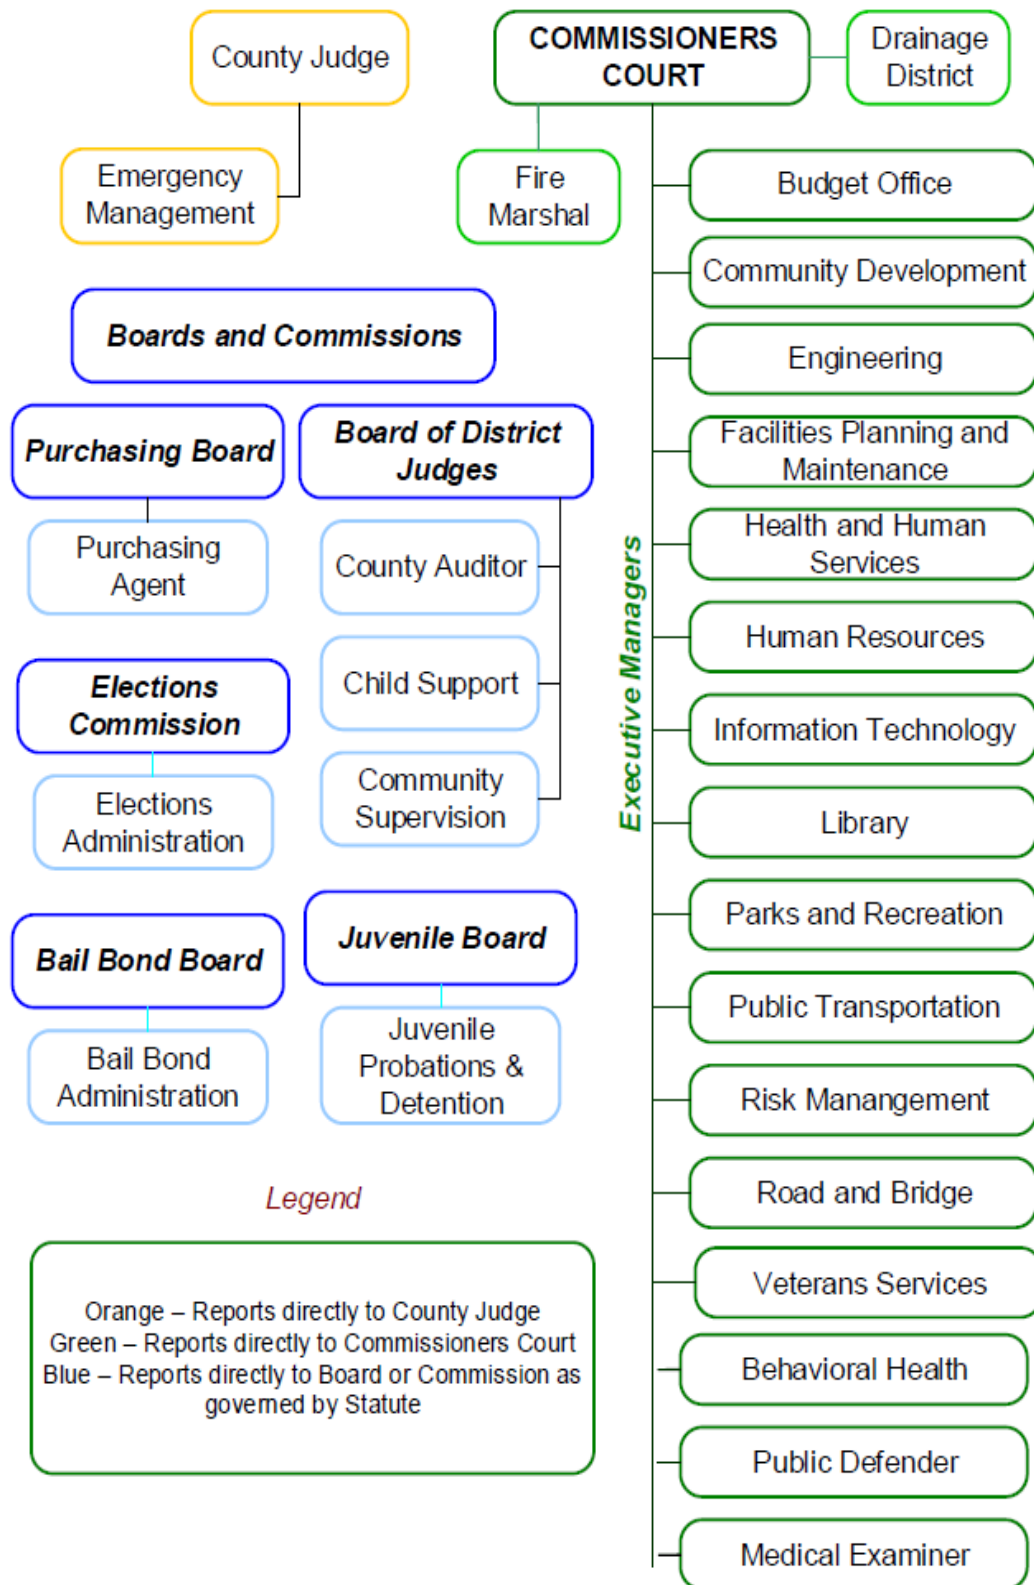 County Judge
COMMISSIONERS
COURT
Drainage
District
Emergency
Management
Fire
Marshal
Boards and Commissions
Purchasing Board
Purchasing
Agent
Board of District
Judges
County Auditor
Child Support
Community
Supervision
Elections
Commission
Elections
Administration
Bail Bond Board
Bail Bond
Administration
Juvenile Board
Juvenile
Probations &
Detention
Executive Managers
Budget Office
Community Development
Engineering
Facilities Planning and
Maintenance
Health and Human
Services
Human Resources
Information Technology
Library
Parks and Recreation
Public Transportation
Risk Manangement
Road and Bridge
Veterans Services
Behavioral Health
Public Defender
Medical Examiner
Legend
Orange – Reports directly to County Judge
Green – Reports directly to Commissioners Court
Blue – Reports directly to Board or Commission as
governed by Statute